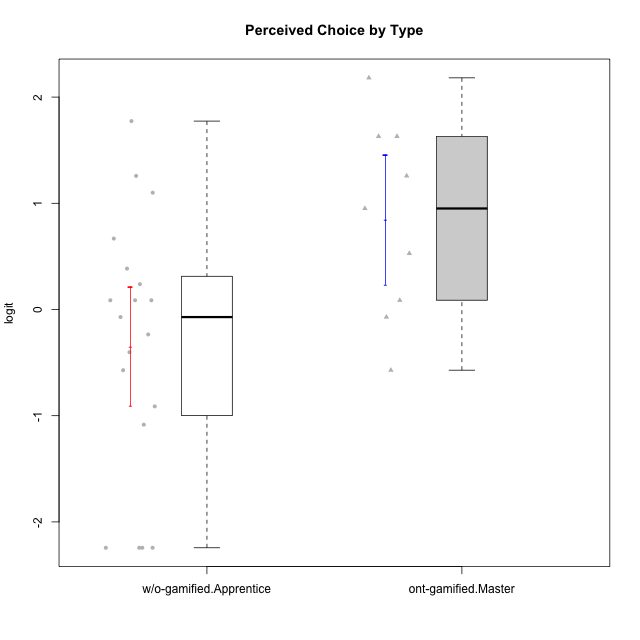 Perceived Choice by Type
logit
2
1
0
-1
-2
w/o-gamified.Apprentice
ont-gamified.Master